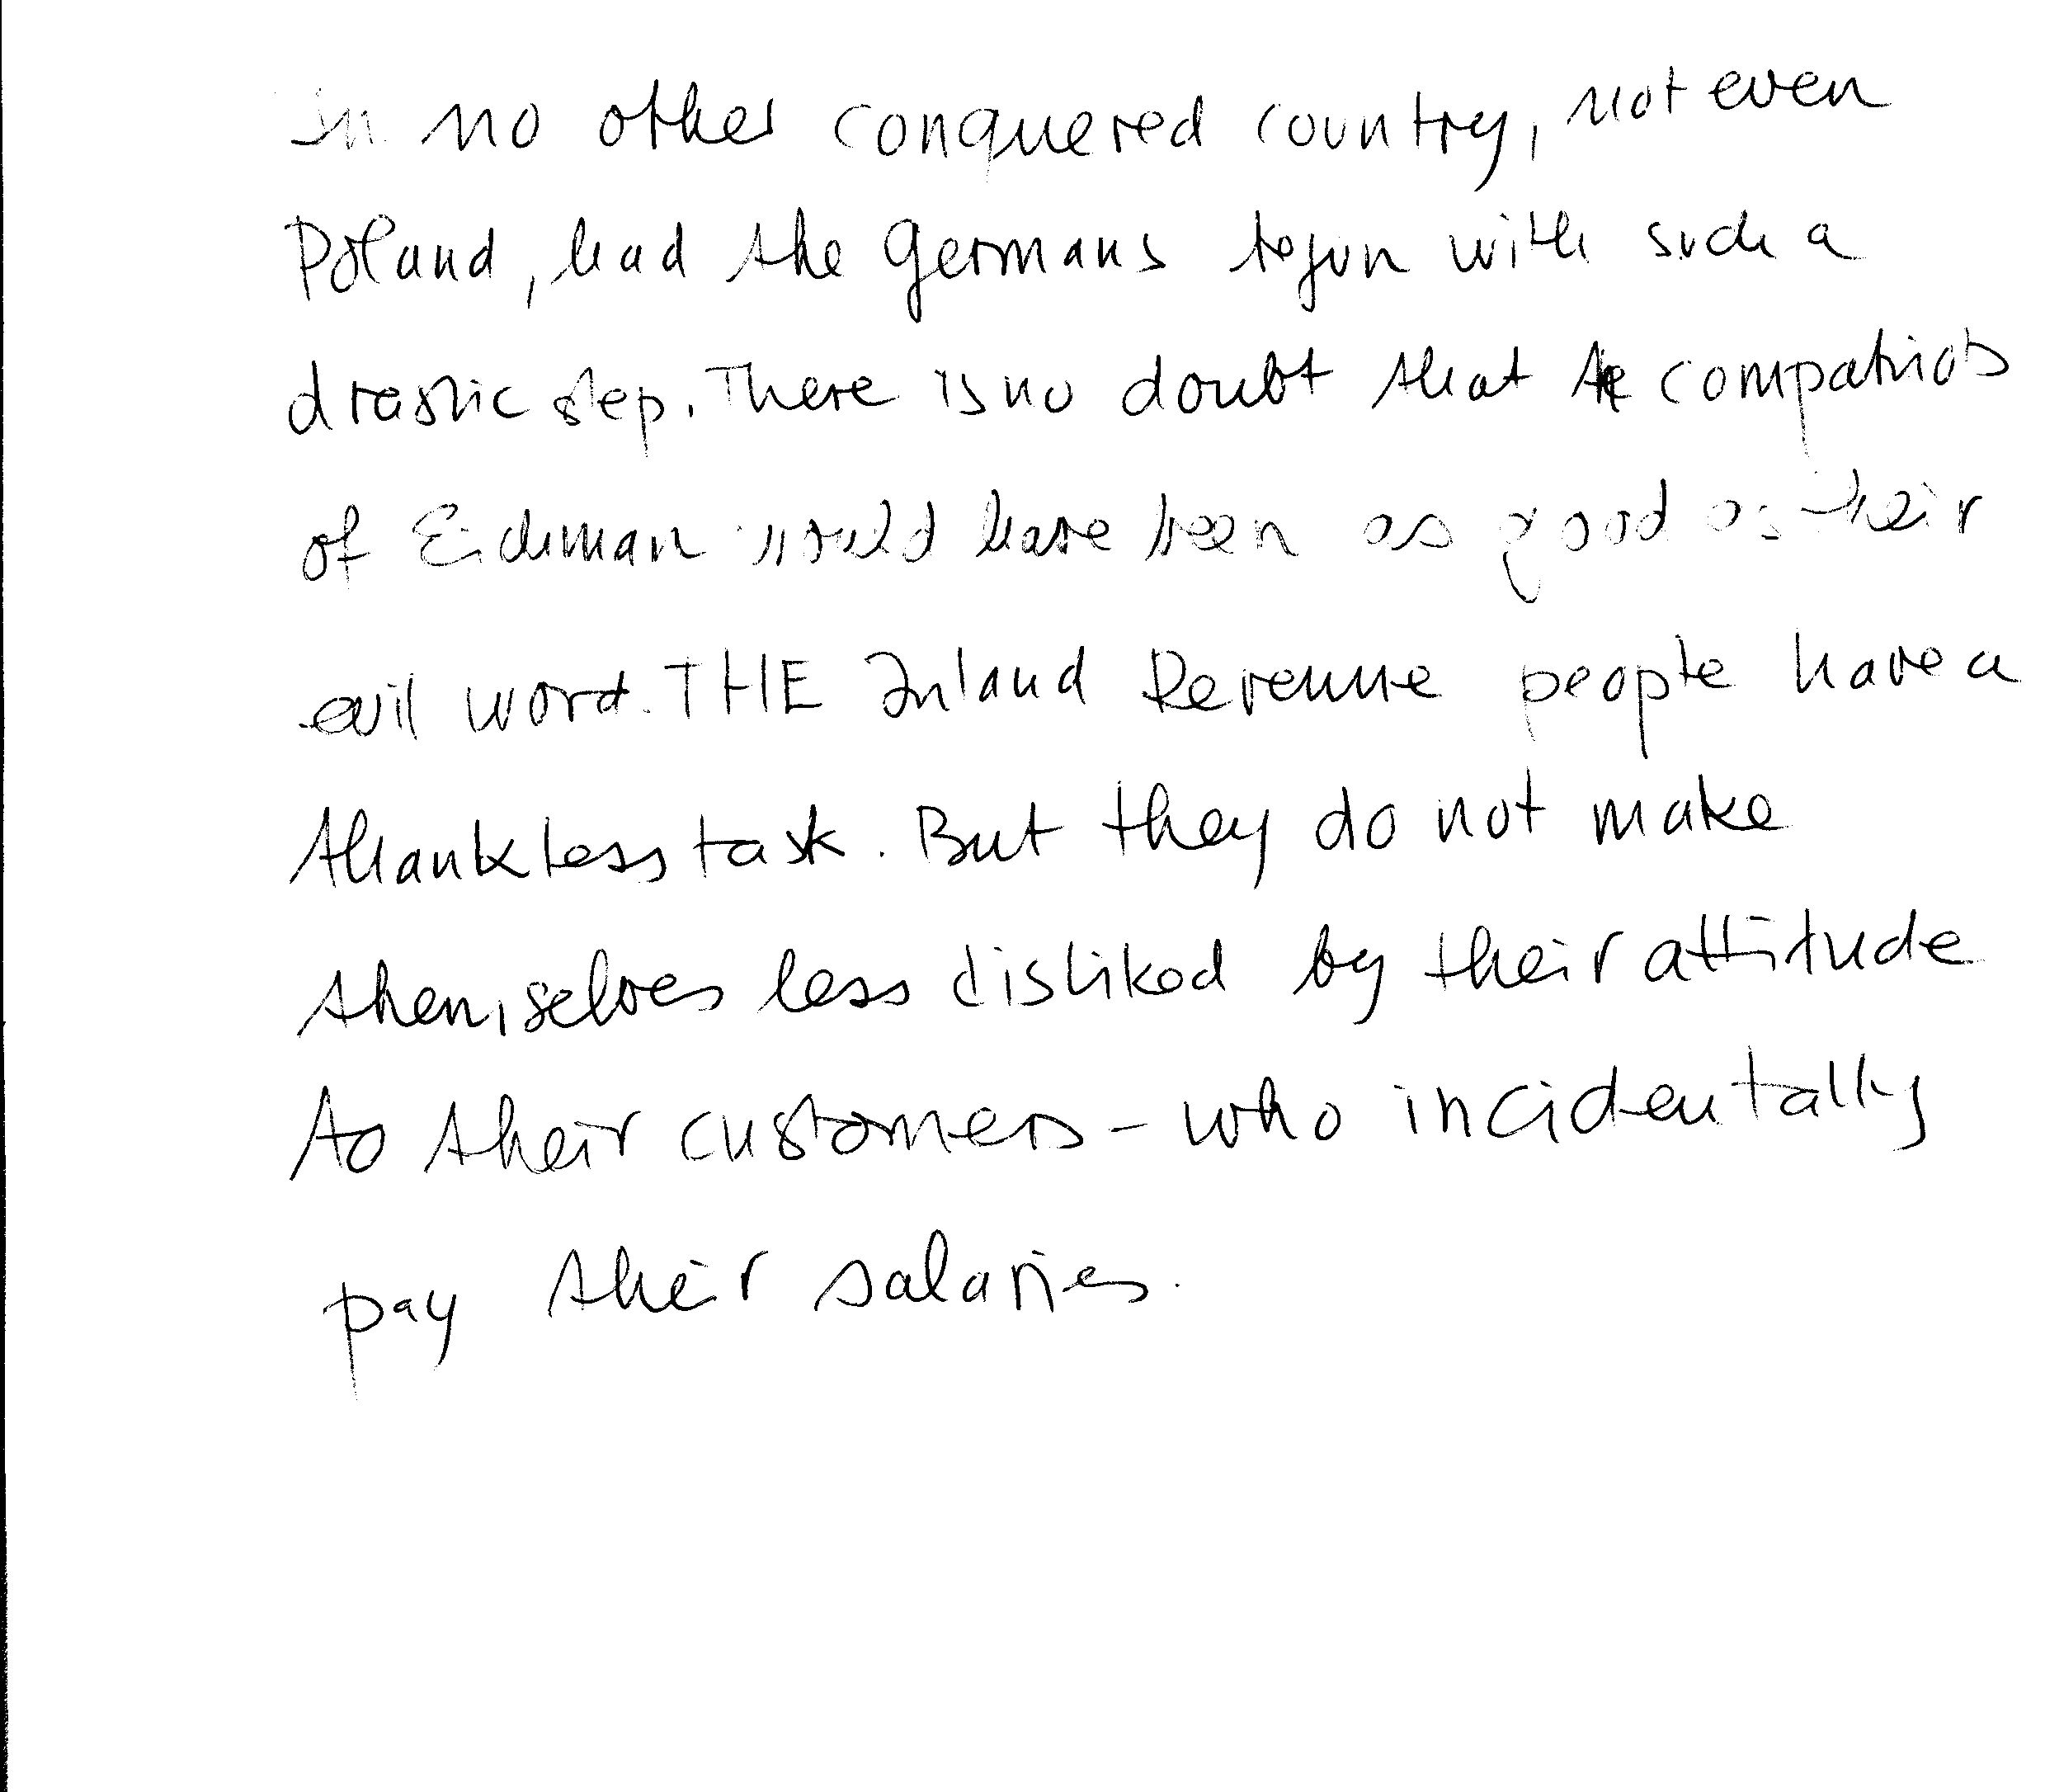 In no other conquered country, not even
Poland, had the Germans begun with such a
drastic step. There is no doubt that the compatriots
of Eichman would have been as good as their
evil word. THE Inland Revenue people have a
thankless task. But they do not make
themselves less disliked by their attitude
to their customers - who incidentally
pay their salaries.